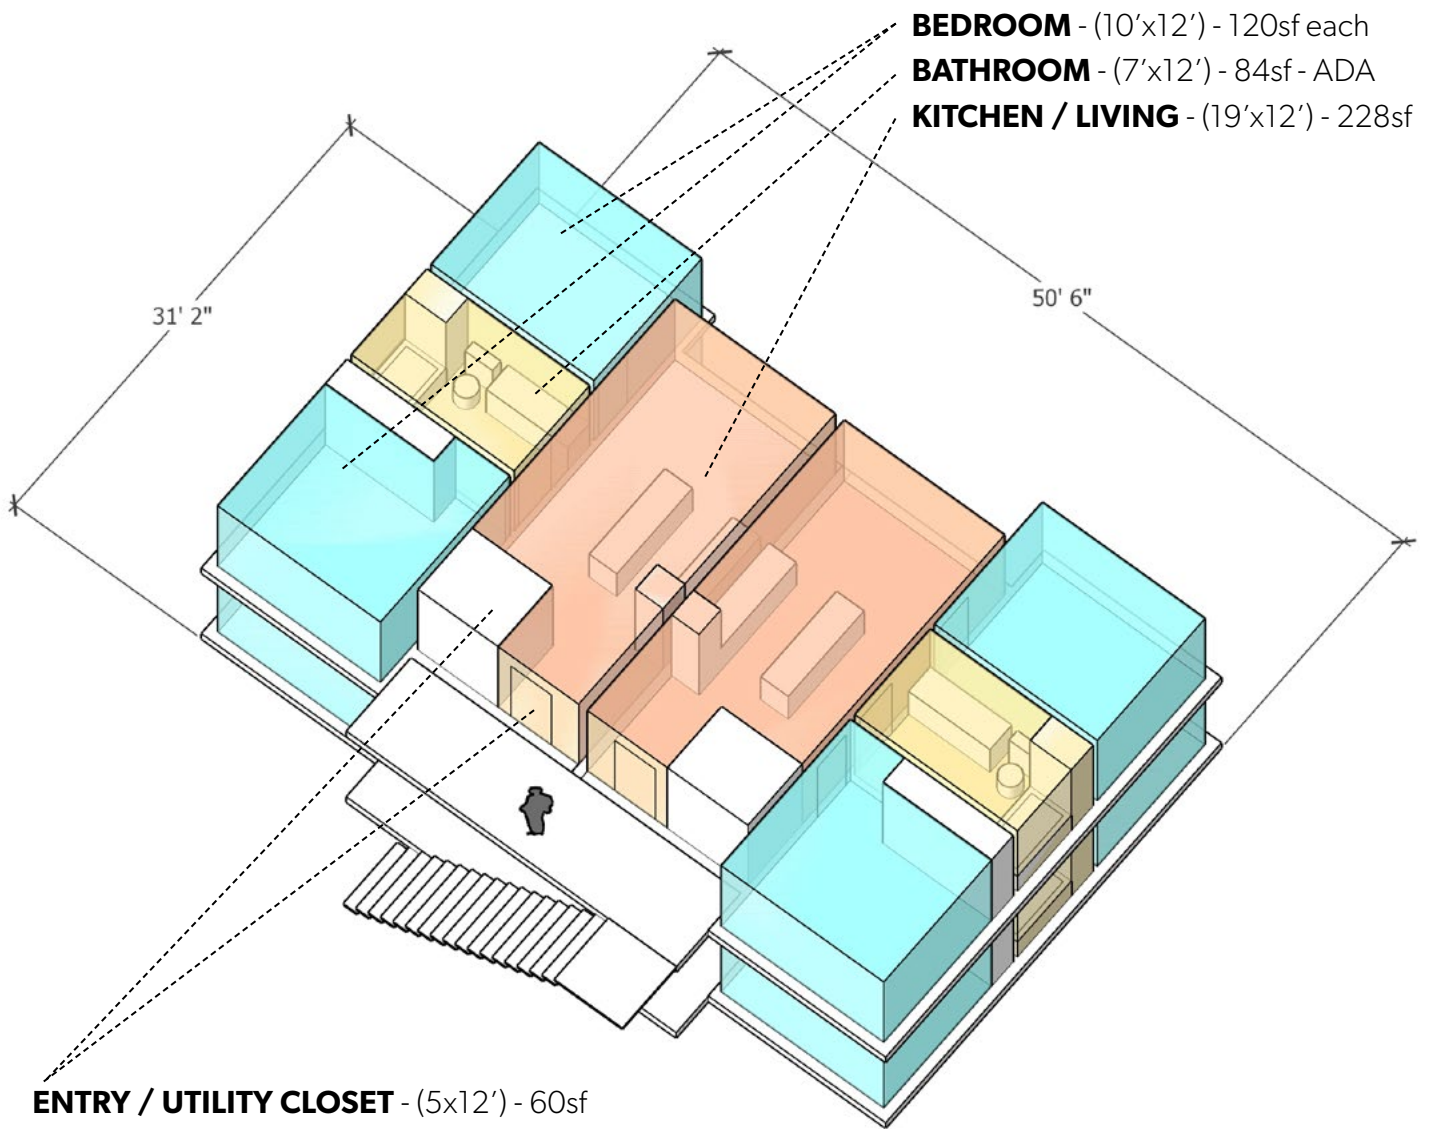 BEDROOM - (10’x12’) - 120sf each
BATHROOM - (7’x12’) - 84sf - ADA
KITCHEN / LIVING - (19’x12’) - 228sf
50' 6"
31' 2"
ENTRY / UTILITY CLOSET - (5x12’) - 60sf